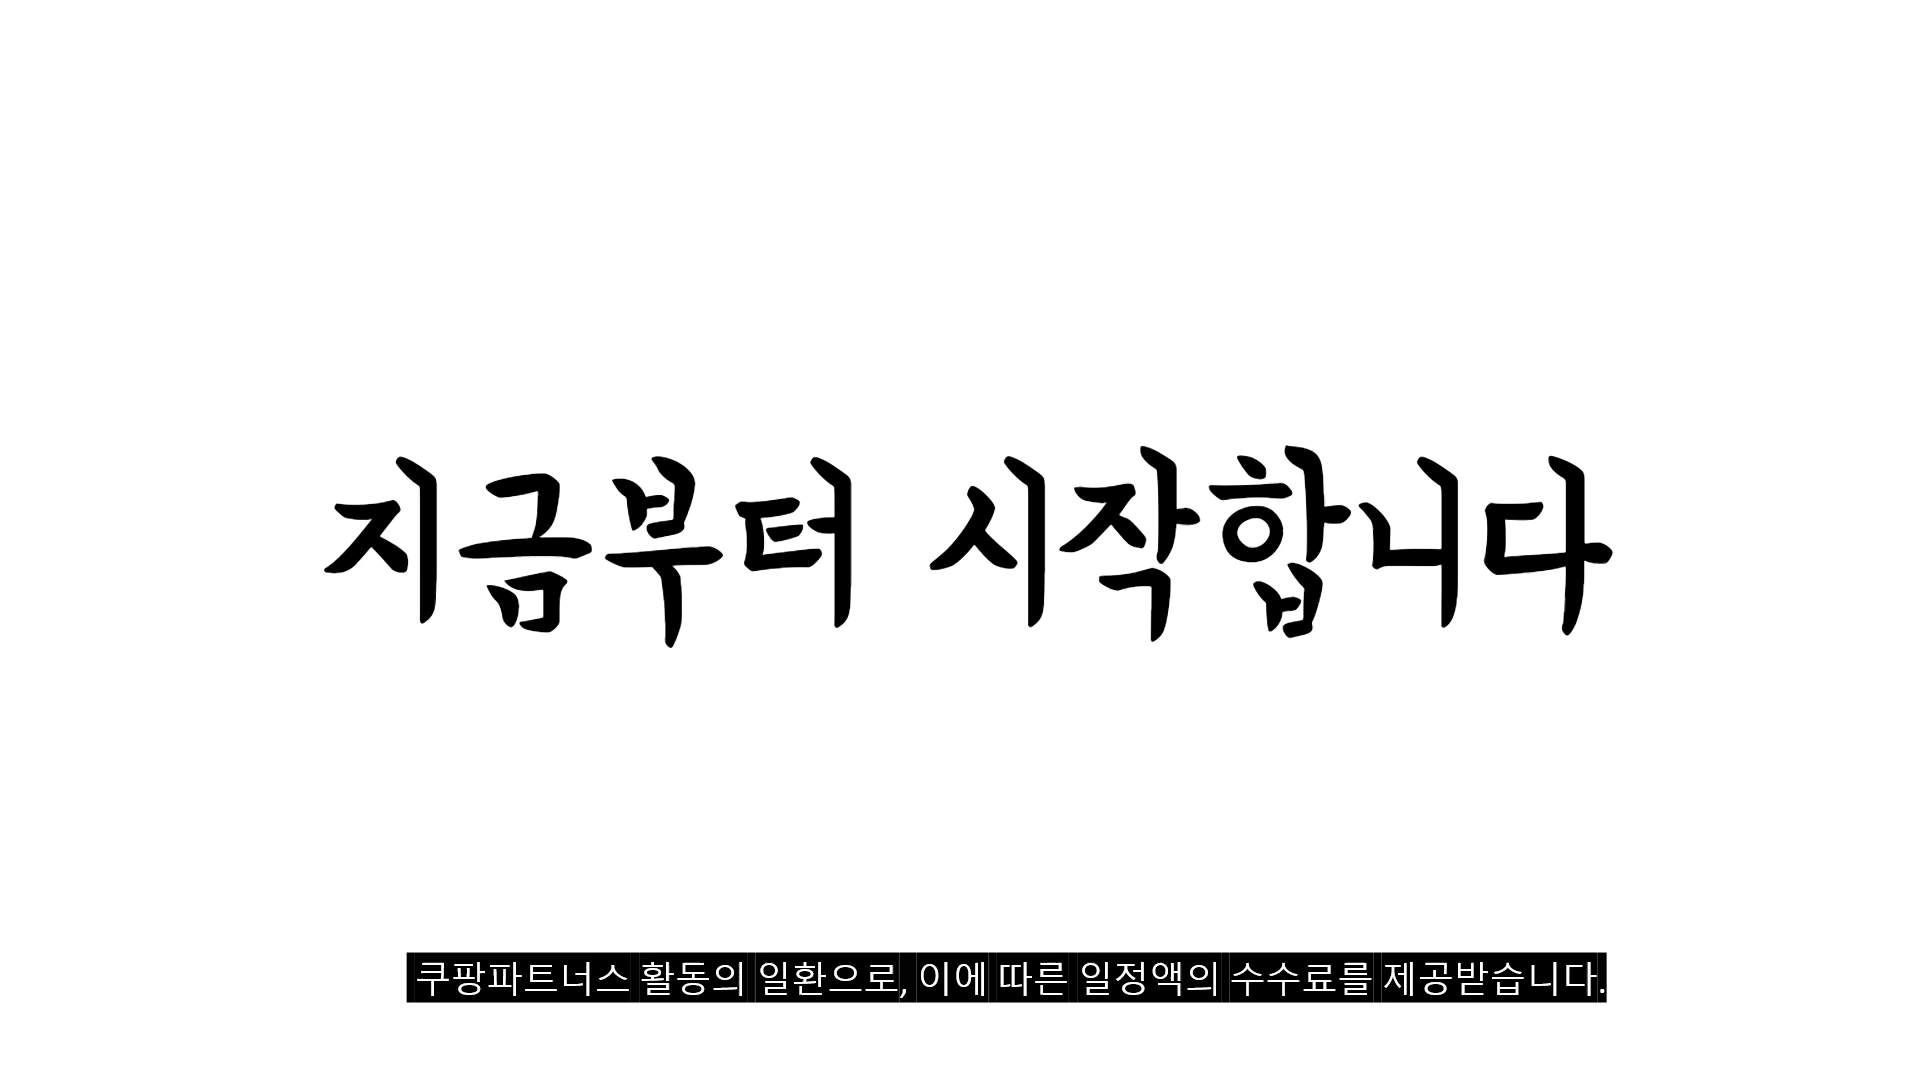 지금부터 시작합니다
쿠팡파트너스 활동의 일환으로, 이에 따른 일정액의 수수료를 제공받습니다.